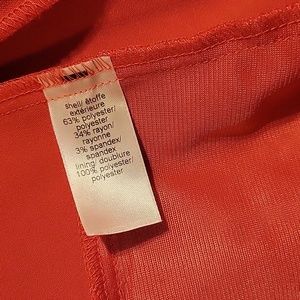 shell/ étoffe
extérieure
63% polyester/
polyester
34% rayon/
rayonne
3% spandex/
spandex
lining/ doublure
100% polyester/
polyester